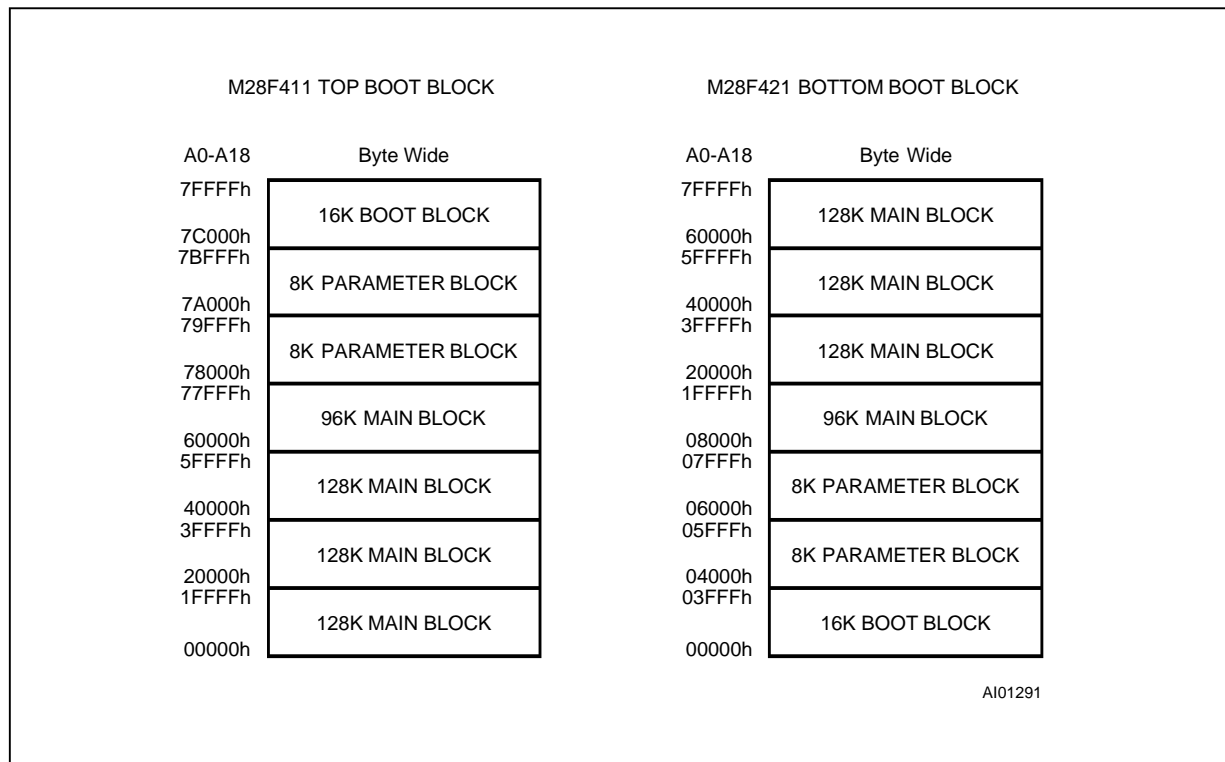 M28F411 TOP BOOT BLOCK
A0-A18 Byte Wide
7FFFFh
16K BOOT BLOCK
7C000h
7BFFFh
8K PARAMETER BLOCK
7A000h
79FFFh
8K PARAMETER BLOCK
78000h
77FFFh
96K MAIN BLOCK
60000h
5FFFFh
128K MAIN BLOCK
40000h
3FFFFh
128K MAIN BLOCK
20000h
1FFFFh
128K MAIN BLOCK
00000h
M28F421 BOTTOM BOOT BLOCK
A0-A18 Byte Wide
7FFFFh
128K MAIN BLOCK
60000h
5FFFFh
128K MAIN BLOCK
40000h
3FFFFh
128K MAIN BLOCK
20000h
1FFFFh
96K MAIN BLOCK
08000h
07FFFh
8K PARAMETER BLOCK
06000h
05FFFh
8K PARAMETER BLOCK
04000h
03FFFh
16K BOOT BLOCK
00000h
AI01291